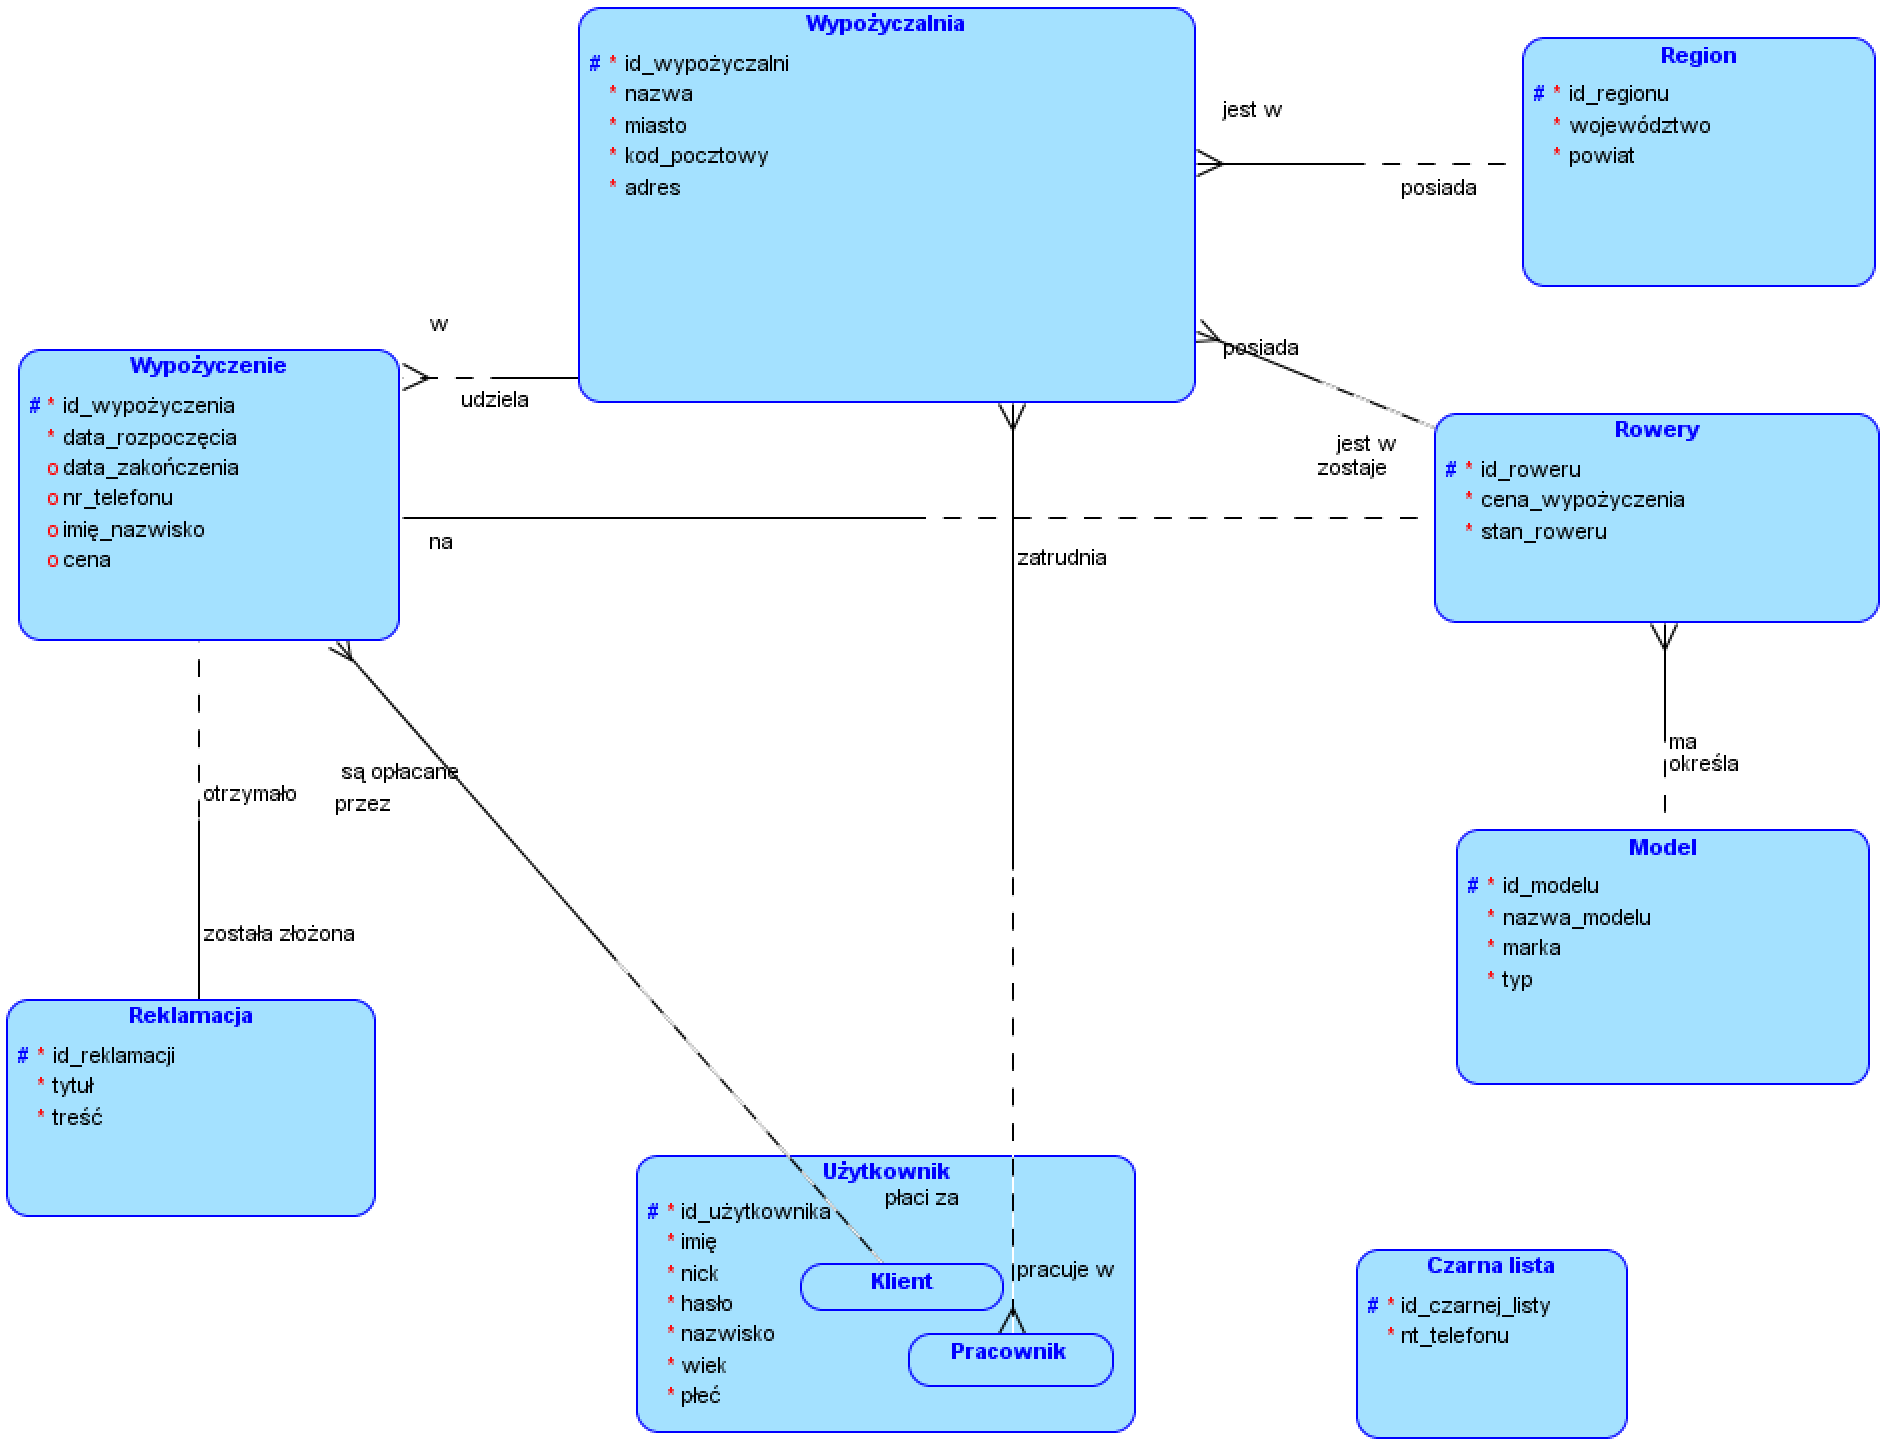 Wypożyczalnia
# * id_wypożyczalni
* nazwa
* miasto
* kod_pocztowy
* adres
Region
# * id_regionu
* województwo
* powiat
jest w
posiada
w
udziela
posiada
jest w
Wypożyczenie
# * id_wypożyczenia
* data_rozpoczęcia
o data_zakończenia
o nr_telefonu
o imię_nazwisko
o cena
zostaje
na
zatrudnia
Rowery
# * id_roweru
* cena_wypożyczenia
* stan_roweru
ma
określa
Model
# * id_modelu
* nazwa_modelu
* marka
* typ
otrzymało
są opłacane
przez
została złożona
Reklamacja
# * id_reklamacji
* tytuł
* treść
Użytkownik
płaci za
# * id_użytkownika
* imię
* nick
* hasło
* nazwisko
* wiek
* płeć
Klient
pracuje w
Pracownik
Czarna lista
# * id_czarnej_listy
* nt_telefonu